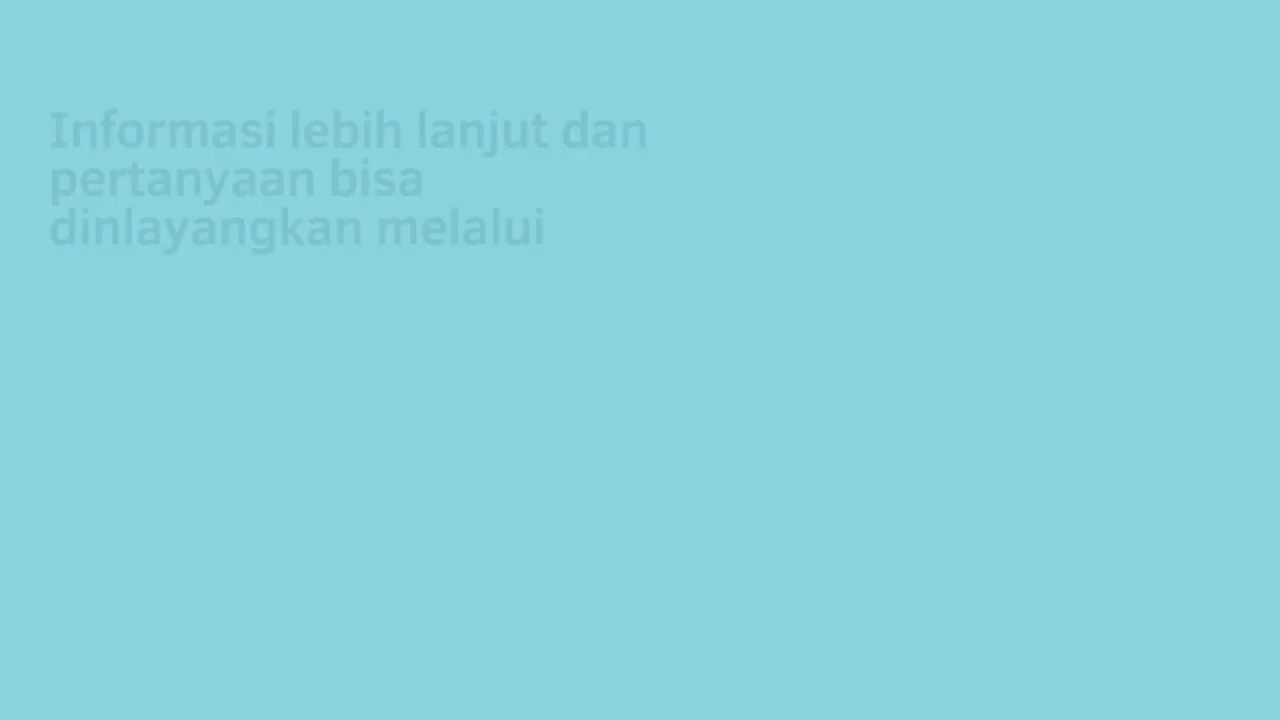 Informasi lebih lanjut dan
pertanyaan bisa
dinlayangkan melalui